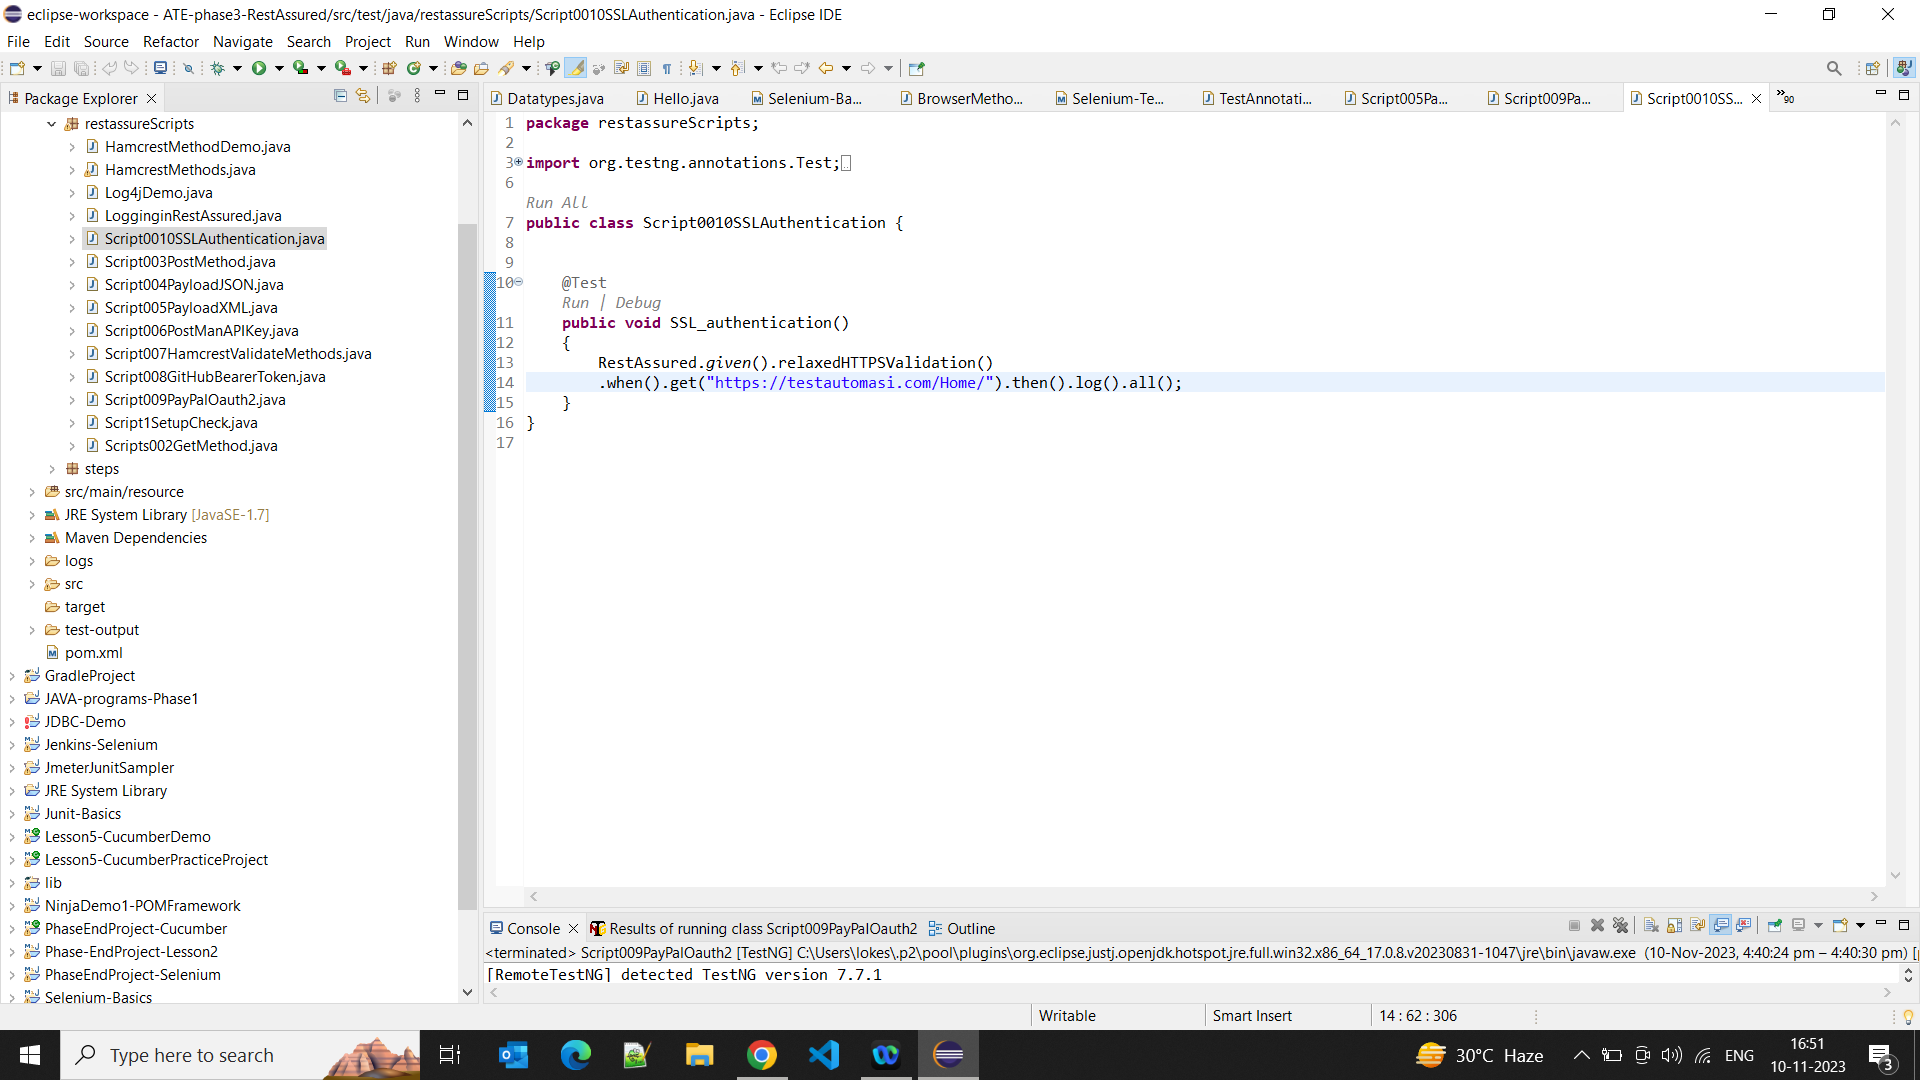 eclipse-workspace - ATE-phase3-RestAssured/src/test/java/restassureScripts/Script0010SSLAuthentication.java - Eclipse IDE
File Edit Source Refactor Navigate Search Project Run Window Help
Package Explorer
restassureScripts
HamcrestMethodDemo.java
HamcrestMethods.java
Log4jDemo.java
LogginginRestAssured.java
Script0010SSLAuthentication.java
Script003PostMethod.java
Script004PayloadJSON.java
Script005PayloadXML.java
Script006PostManAPIKey.java
Script007HamcrestValidateMethods.java
Script008GitHubBearerToken.java
Script009PayPalOauth2.java
Script1SetupCheck.java
Scripts002GetMethod.java
steps
src/main/resource
JRE System Library [JavaSE-1.7]
Maven Dependencies
logs
src
target
test-output
pom.xml
GradleProject
JAVA-programs-Phase1
JDBC-Demo
Jenkins-Selenium
JmeterJunitSampler
JRE System Library
Junit-Basics
Lesson5-CucumberDemo
Lesson5-CucumberPracticeProject
lib
NinjaDemo1-POMFramework
PhaseEndProject-Cucumber
Phase-EndProject-Lesson2
PhaseEndProject-Selenium
Selenium-Basics
Datatypes.java Hello.java Selenium-Ba... BrowserMetho... Selenium-Te... TestAnnotati... Script005Pa... Script009Pa... Script0010SS... »90
1 package restassureScripts;
2
3 import org.testng.annotations.Test;
6
Run All
7 public class Script0010SSLAuthentication {
8
9
10 @Test
Run | Debug
11 public void SSL_authentication()
12 {
13 RestAssured.given().relaxedHTTPSValidation()
14 .when().get("https://testautomasi.com/Home/").then().log().all();
15 }
16 }
17
Console Results of running class Script009PayPalOauth2 Outline
<terminated> Script009PayPalOauth2 [TestNG] C:\Users\lokes\.p2\pool\plugins\org.eclipse.justj.openjdk.hotspot.jre.full.win32.x86_64_17.0.8.v20230831-1047\jre\bin\javaw.exe (10-Nov-2023, 4:40:24 pm – 4:40:30 pm) [p
[RemoteTestNG] detected TestNG version 7.7.1
Writable Smart Insert 14 : 62 : 306
Type here to search
30°C Haze
ENG
16:51
10-11-2023
3